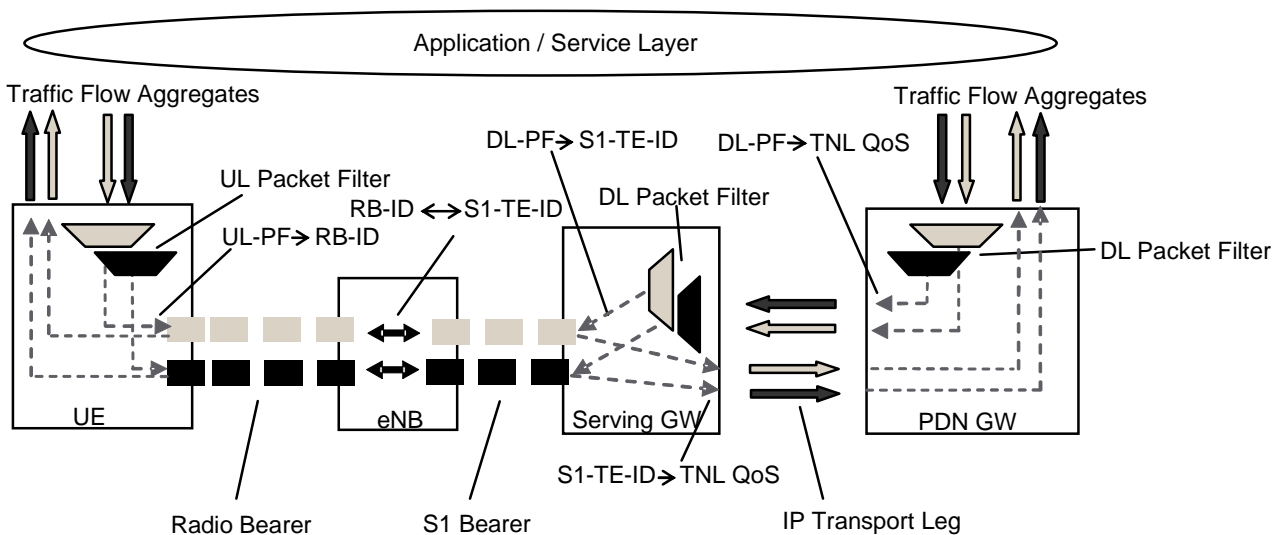 Application / Service Layer
Traffic Flow Aggregates
Traffic Flow Aggregates
DL-PF→S1-TE-ID
DL-PF→TNL QoS
UL Packet Filter
DL Packet Filter
RB-ID ↔ S1-TE-ID
UL-PF→RB-ID
DL Packet Filter
UE
eNB
Serving GW
PDN GW
S1-TE-ID→TNL QoS
Radio Bearer
S1 Bearer
IP Transport Leg